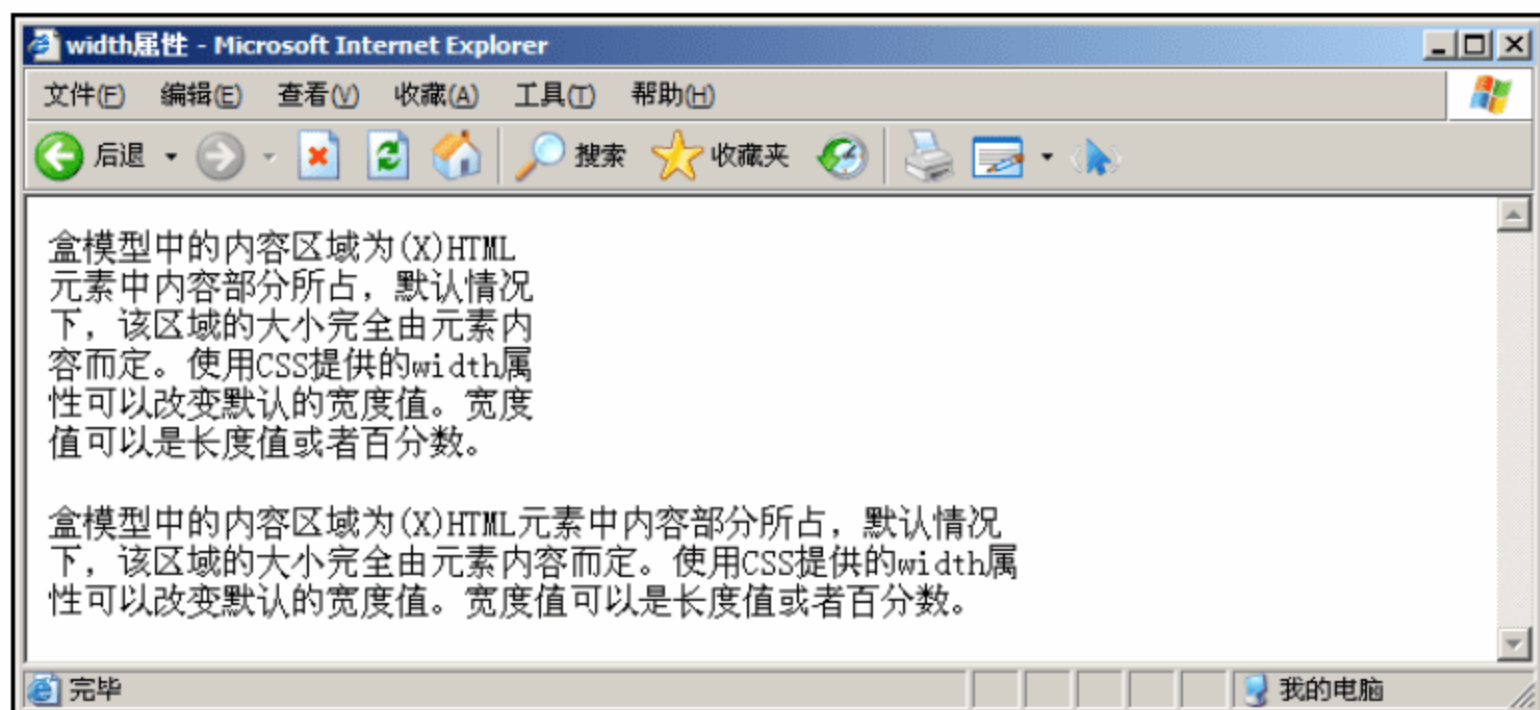 width属性 - Microsoft Internet Explorer
文件(F) 编辑(E) 查看(V) 收藏(A) 工具(T) 帮助(H)
后退 搜索 收藏夹
盒模型中的内容区域为(X)HTML
元素中内容部分所占，默认情况
下，该区域的大小完全由元素内
容而定。使用CSS提供的width属
性可以改变默认的宽度值。宽度
值可以是长度值或者百分数。
盒模型中的内容区域为(X)HTML元素中内容部分所占，默认情况
下，该区域的大小完全由元素内容而定。使用CSS提供的width属
性可以改变默认的宽度值。宽度值可以是长度值或者百分数。
完毕 我的电脑